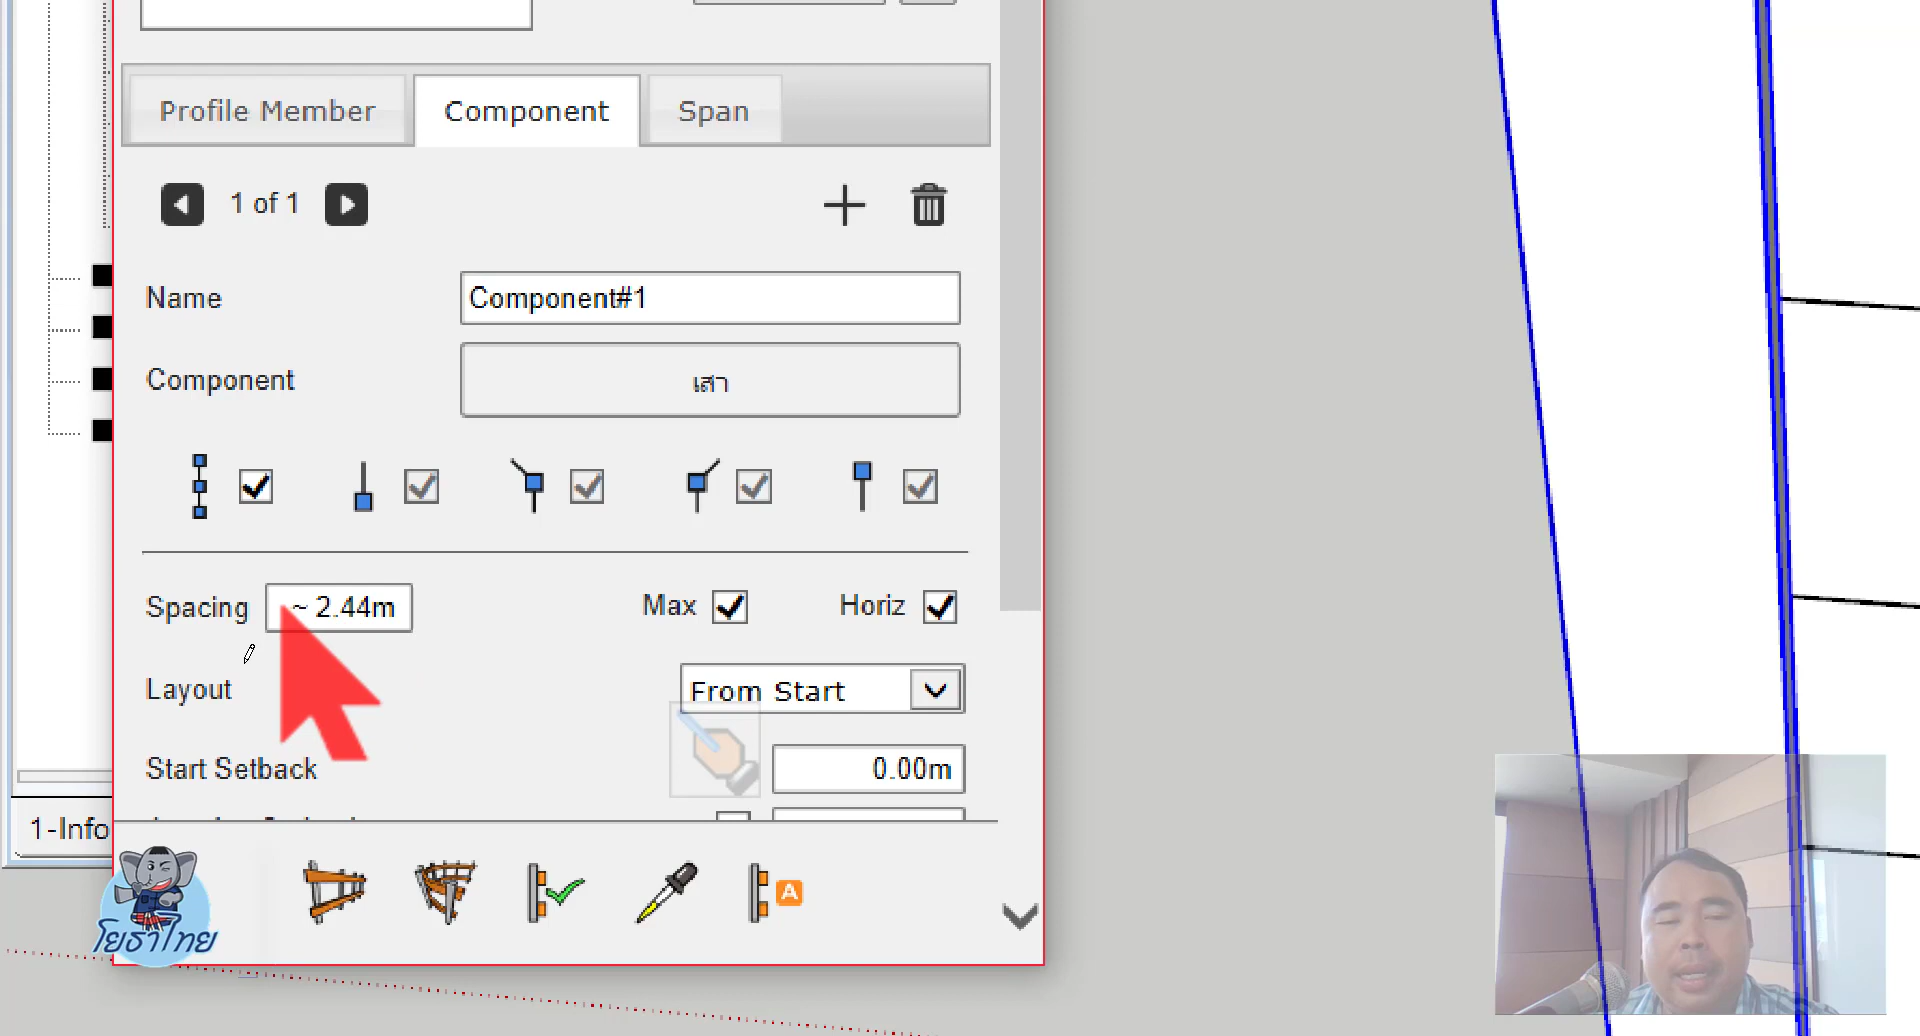 Profile Member Component Span
1 of 1
Name Component#1
Component เสา
Spacing ~ 2.44m Max Horiz
Layout From Start
Start Setback 0.00m
1-Info
A
โยธาไทย